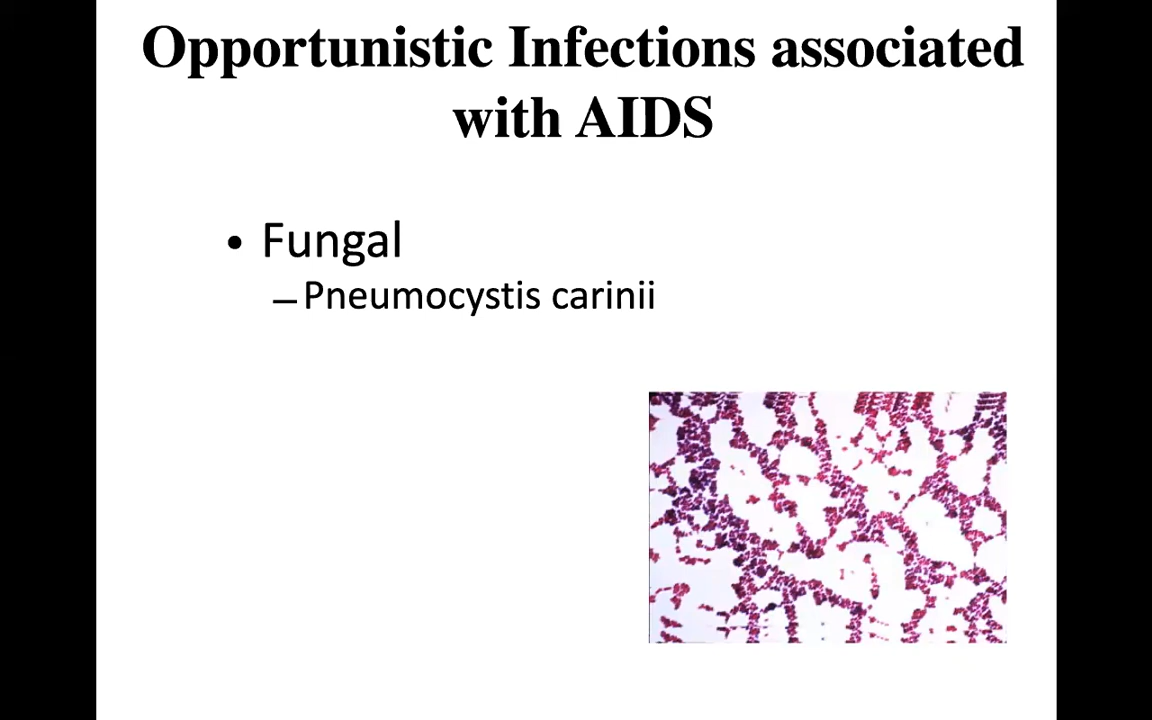 Opportunistic Infections associated
with AIDS
• Fungal
– Pneumocystis carinii